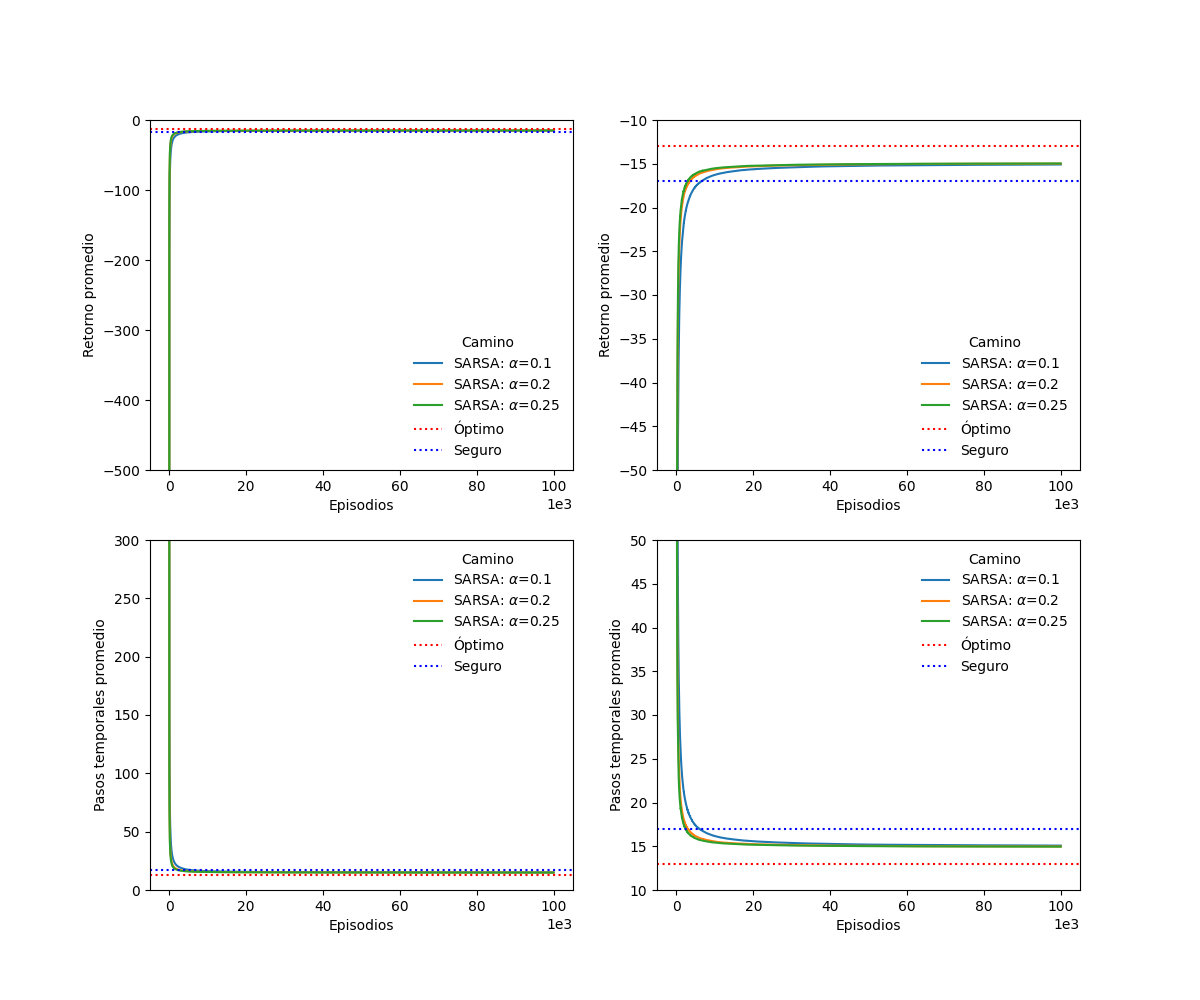 0
−100
−200
−300
−400
−500
Retorno promedio
Camino
SARSA: α=0.1
SARSA: α=0.2
SARSA: α=0.25
Óptimo
Seguro
0 20 40 60 80 100
1e3
Episodios
−10
−15
−20
−25
−30
−35
−40
−45
−50
Retorno promedio
Camino
SARSA: α=0.1
SARSA: α=0.2
SARSA: α=0.25
Óptimo
Seguro
0 20 40 60 80 100
1e3
Episodios
300
250
200
150
100
50
0
Pasos temporales promedio
Camino
SARSA: α=0.1
SARSA: α=0.2
SARSA: α=0.25
Óptimo
Seguro
0 20 40 60 80 100
1e3
Episodios
50
45
40
35
30
25
20
15
10
Pasos temporales promedio
Camino
SARSA: α=0.1
SARSA: α=0.2
SARSA: α=0.25
Óptimo
Seguro
0 20 40 60 80 100
1e3
Episodios